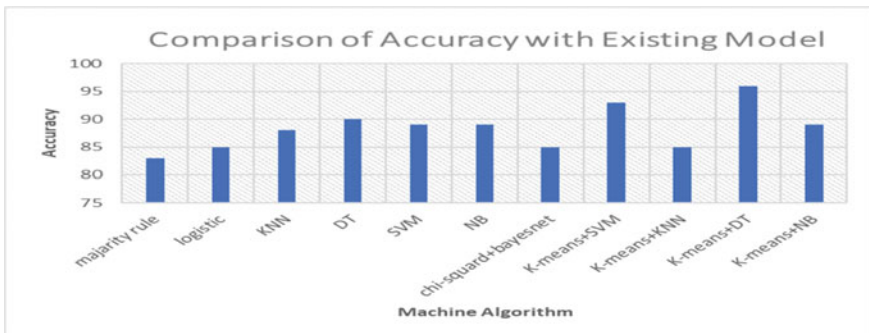 Comparison of Accuracy with Existing Model
100
95
90
85
80
75
Accuracy
majarity rule
logistic
KNN
DT
SVM
NB
chi-squard+bayesnet
K-means+SVM
K-means+KNN
K-means+DT
K-means+NB
Machine Algorithm